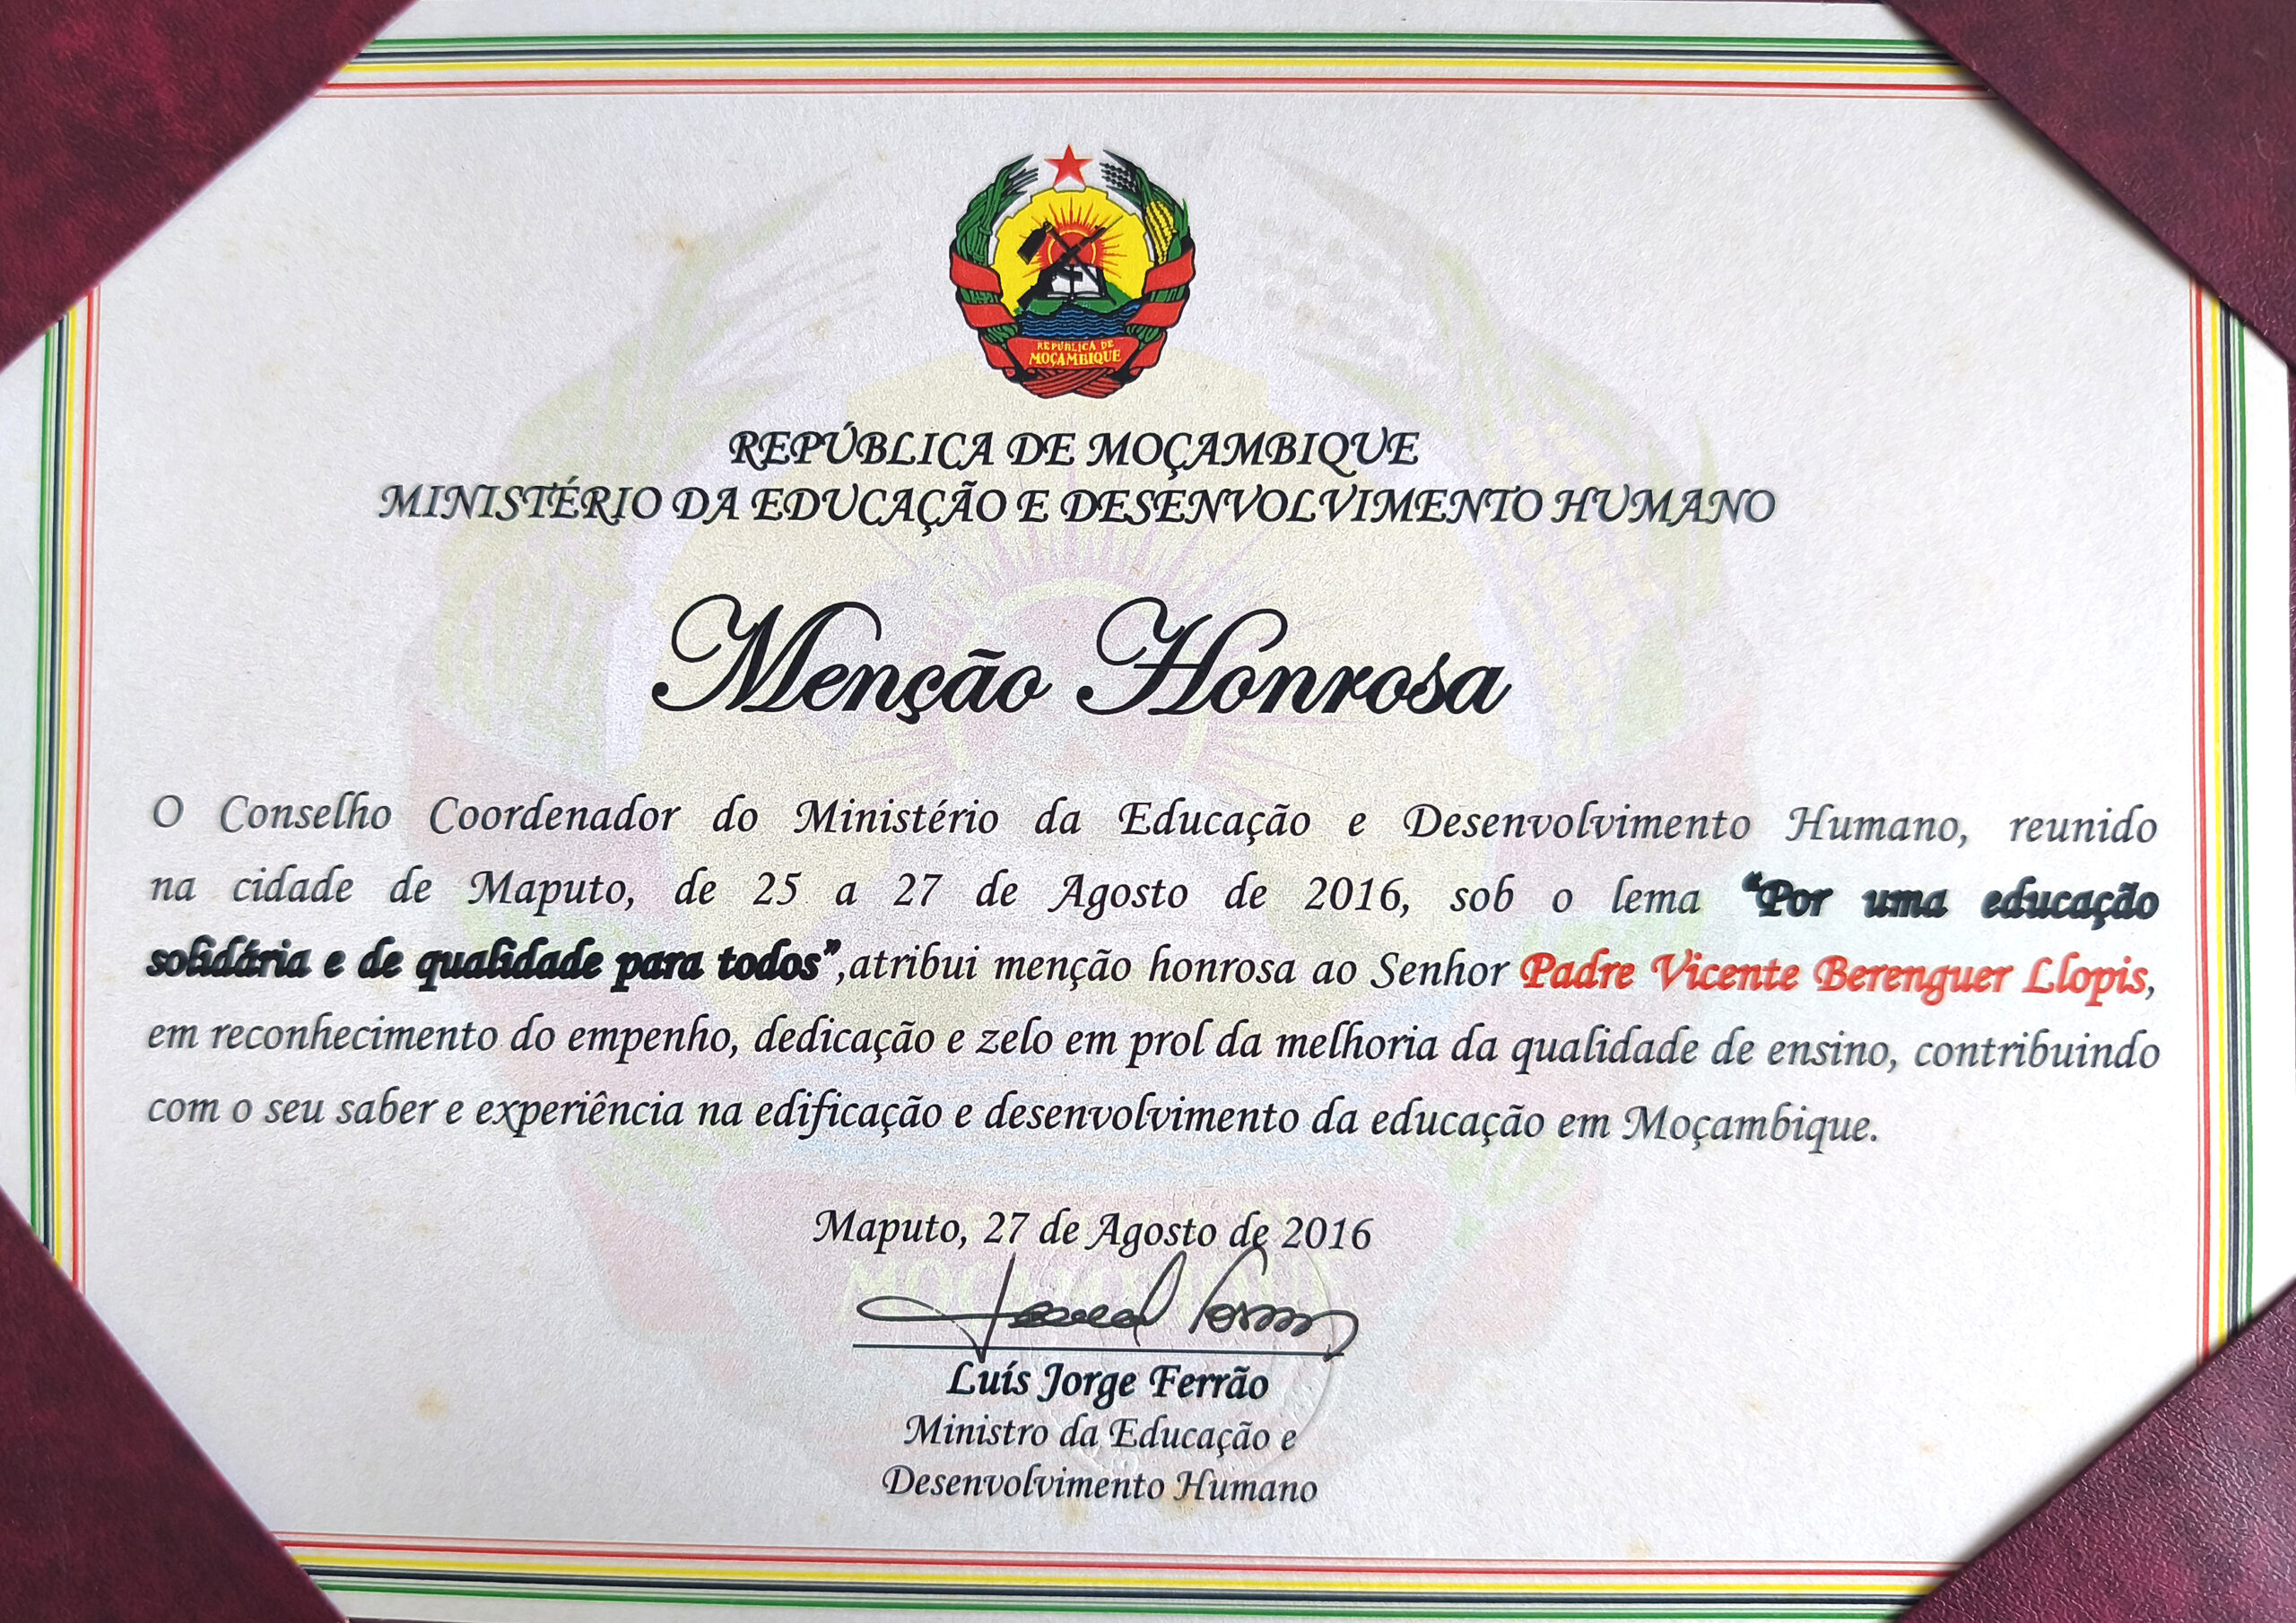 REPÚBLICA DE
MOÇAMBIQUE
REPÚBLICA DE MOÇAMBIQUE
MINISTÉRIO DA EDUCAÇÃO E DESENVOLVIMENTO HUMANO
Menção Honrosa
O Conselho Coordenador do Ministério da Educação e Desenvolvimento Humano, reunido
na cidade de Maputo, de 25 a 27 de Agosto de 2016, sob o lema “Por uma educação
solidária e de qualidade para todos”,atribui menção honrosa ao Senhor Padre Vicente Berenguer Llopis,
em reconhecimento do empenho, dedicação e zelo em prol da melhoria da qualidade de ensino, contribuindo
com o seu saber e experiência na edificação e desenvolvimento da educação em Moçambique.
Maputo, 27 de Agosto de 2016
Luís Jorge Ferrão
Ministro da Educação e
Desenvolvimento Humano